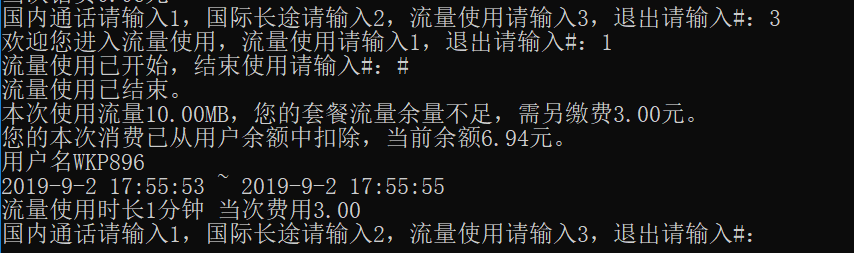 国内通话请输入1，国际长途请输入2，流量使用请输入3，退出请输入#：3
欢迎您进入流量使用，流量使用请输入1，退出请输入#：1
流量使用已开始，结束使用请输入#：#
流量使用已结束。
本次使用流量10.00MB，您的套餐流量余量不足，需另缴费3.00元。
您的本次消费已从用户余额中扣除，当前余额6.94元。
用户名WKP896
2019-9-2 17:55:53 ~ 2019-9-2 17:55:55
流量使用时长1分钟 当次费用3.00
国内通话请输入1，国际长途请输入2，流量使用请输入3，退出请输入#：